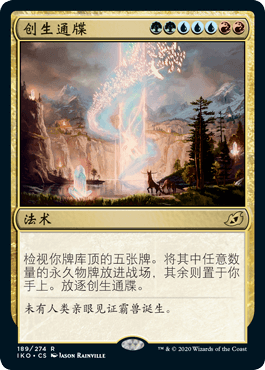 创生通牒
法术
检视你牌库顶的五张牌。将其中任意数
量的永久物牌放进战场，其余则置于你
手上。放逐创生通牒。
未有人类亲眼见证霸兽诞生。
189/274 R
IKO • CS Jason Rainville
™ & © 2020 Wizards of the Coast